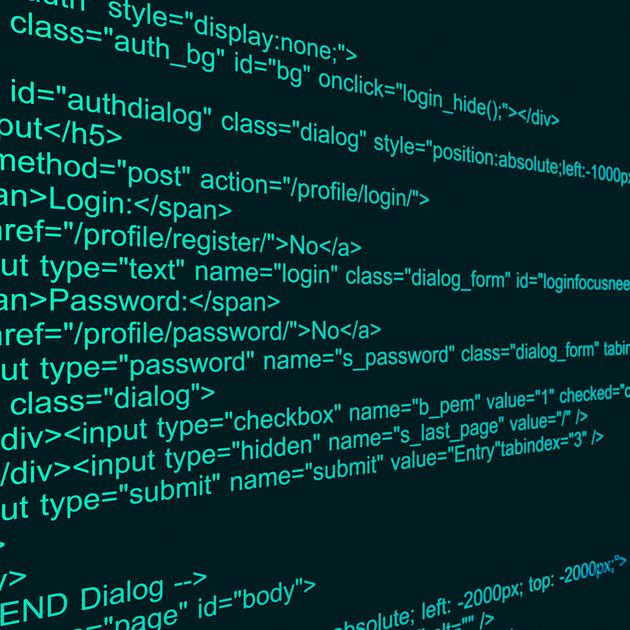 style="display:none;">
class="auth_bg" id="bg" onclick="login_hide();"></div>
id="authdialog" class="dialog" style="position:absolute;left:-1000px
put</h5>
method="post" action="/profile/login/">
an>Login:</span>
href="/profile/register/">No</a>
ut type="text" name="login" class="dialog_form" id="loginfocusnee
an>Password:</span>
href="/profile/password/">No</a>
ut type="password" name="s_password" class="dialog_form" tabin
class="dialog">
div><input type="checkbox" name="b_pem" value="1" checked="c
/div><input type="hidden" name="s_last_page" value="/" />
ut type="submit" name="submit" value="Entry"tabindex="3" />
>
/>
END Dialog -->
="page" id="body">
absolute; left: -2000px; top: -2000px;">
alt="" />